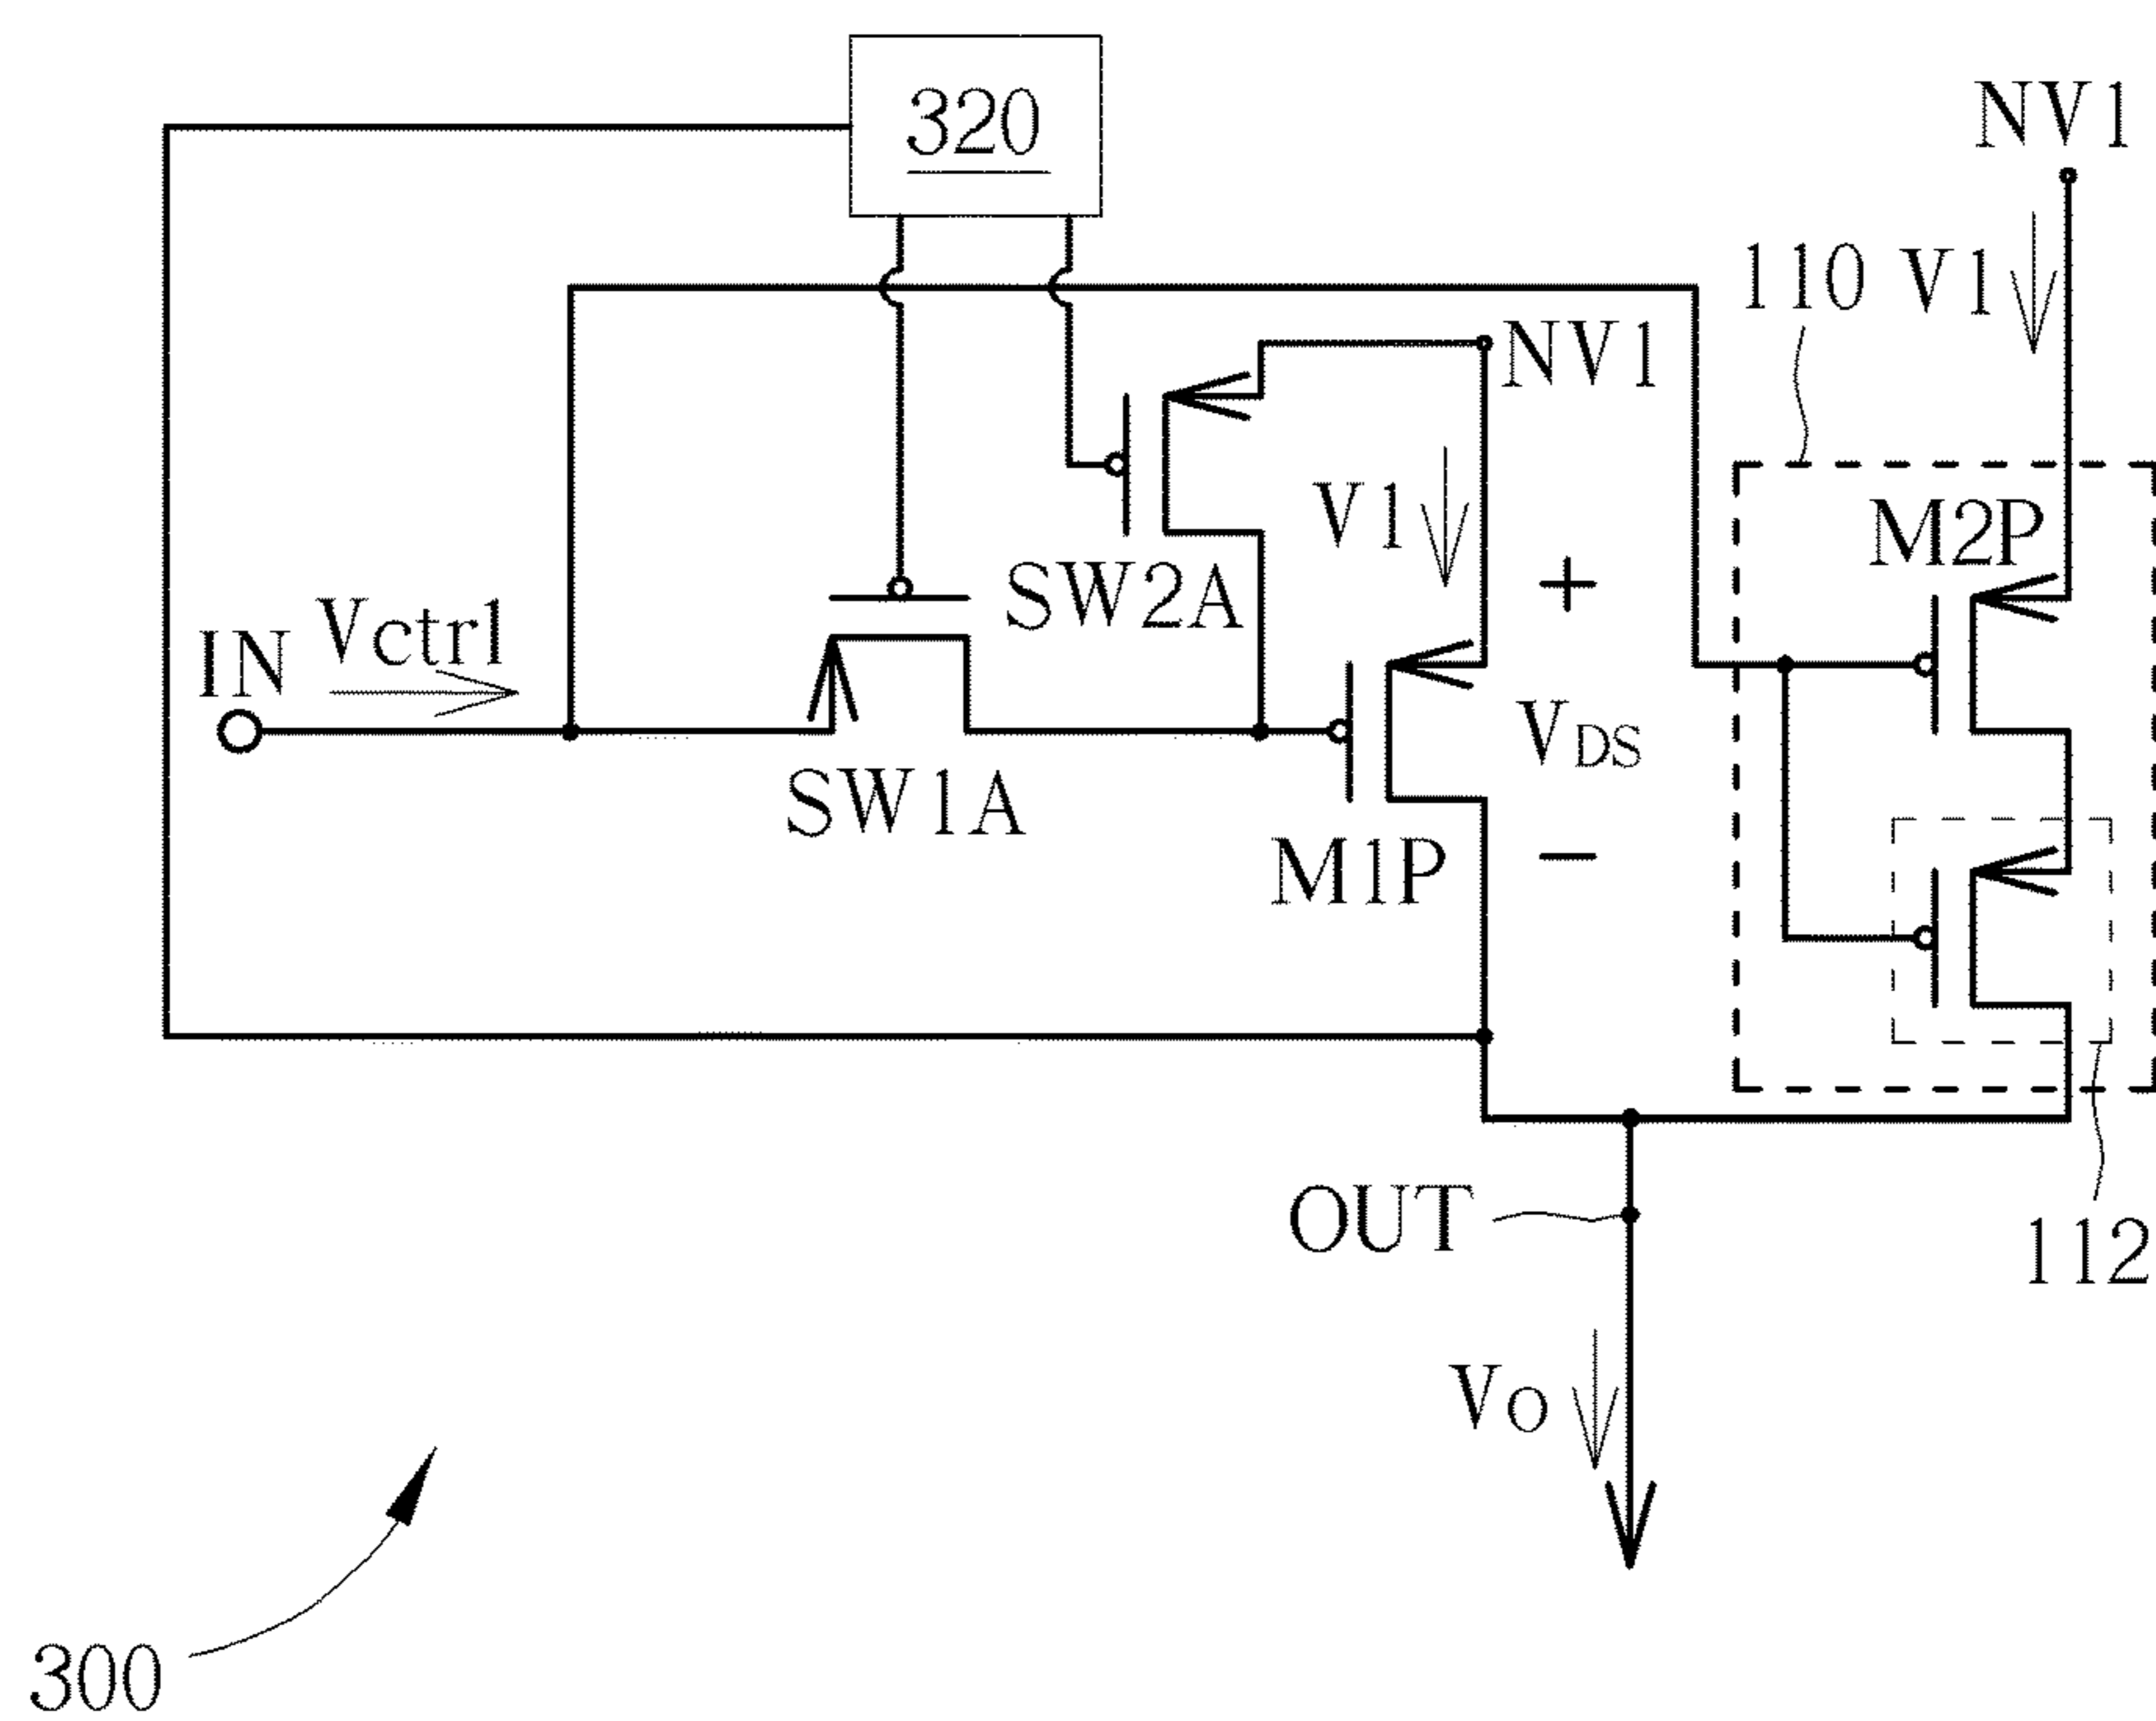 320
NV1
110
V1
NV1
V1
M2P
SW2A
IN
Vctrl
VDS
SW1A
M1P
OUT
112
Vo
300